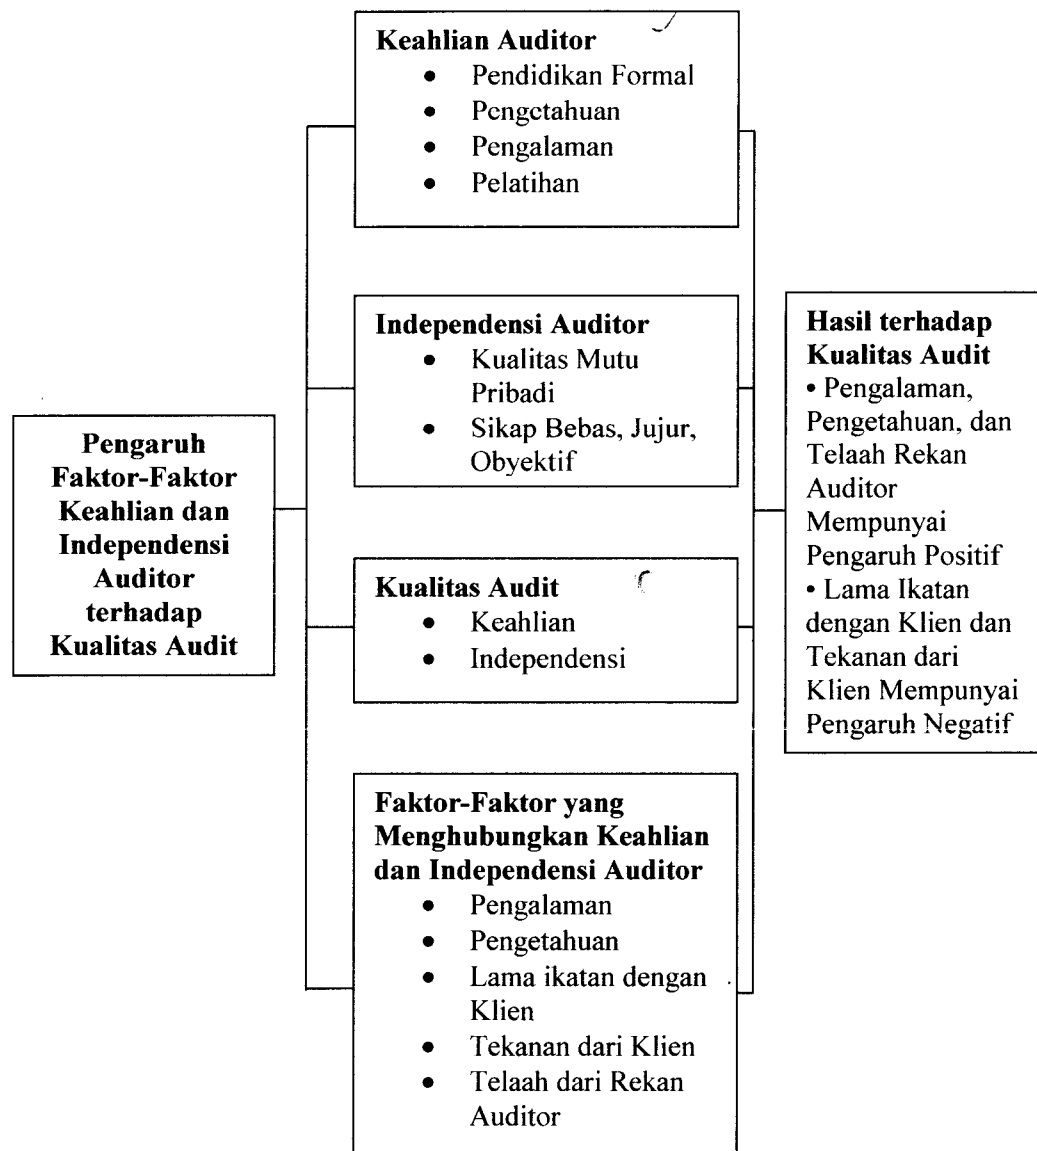 Keahlian Auditor
• Pendidikan Formal
• Pengetahuan
• Pengalaman
• Pelatihan
Independensi Auditor
• Kualitas Mutu
Pribadi
• Sikap Bebas, Jujur,
Obyektif
Pengaruh
Faktor-Faktor
Keahlian dan
Independensi
Auditor
terhadap
Kualitas Audit
Kualitas Audit
• Keahlian
• Independensi
Faktor-Faktor yang
Menghubungkan Keahlian
dan Independensi Auditor
• Pengalaman
• Pengetahuan
• Lama ikatan dengan
Klien
• Tekanan dari Klien
• Telaah dari Rekan
Auditor
Hasil terhadap
Kualitas Audit
• Pengalaman,
Pengetahuan, dan
Telaah Rekan
Auditor
Mempunyai
Pengaruh Positif
• Lama Ikatan
dengan Klien dan
Tekanan dari
Klien Mempunyai
Pengaruh Negatif